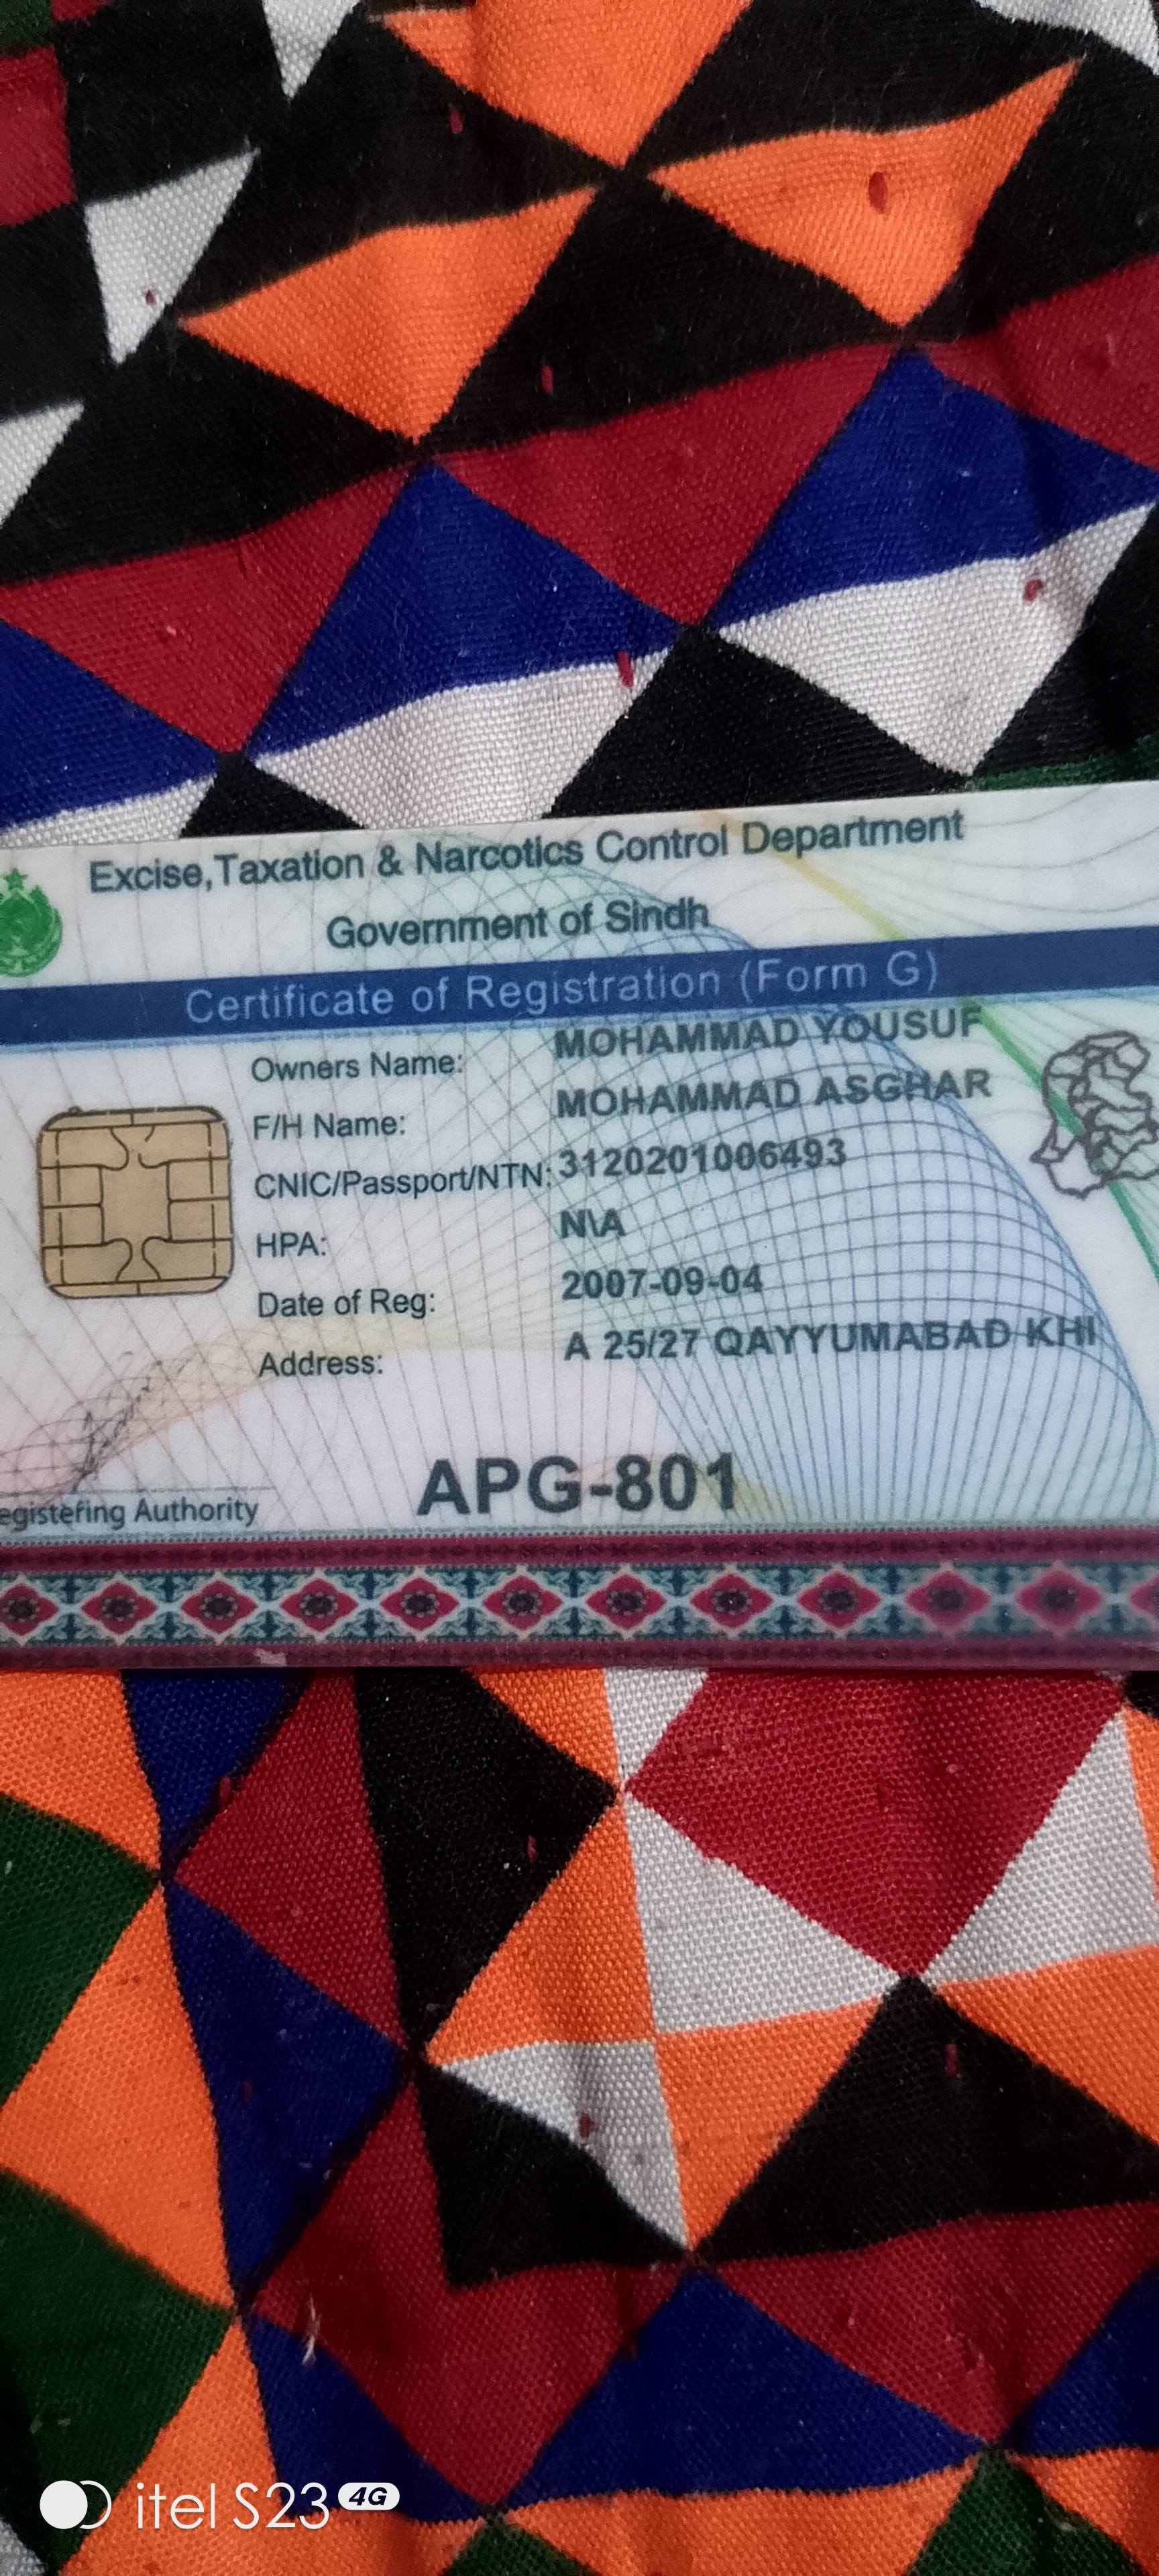 Excise,Taxation & Narcotics Control Department
Government of Sindh
Certificate of Registration (Form G)
Owners Name: MOHAMMAD YOUSUF
F/H Name: MOHAMMAD ASGHAR
CNIC/Passport/NTN: 3120201006493
HPA: N\A
Date of Reg: 2007-09-04
Address: A 25/27 QAYYUMABAD KHI
egistering Authority
APG-801
itel S23 4G